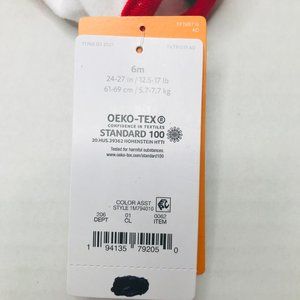 6m
24-27 in / 12.5-17 lb
61-69 cm / 5.7-7.7 kg
OEKO-TEX®
CONFIDENCE IN TEXTILES
STANDARD 100
20.HUS.39362 HOHENSTEIN HTTI
Tested for harmful substances.
www.oeko-tex.com/standard100
COLOR ASST
STYLE 1M794010
206 01 0062
DEPT CL ITEM
1 94135 79205 0